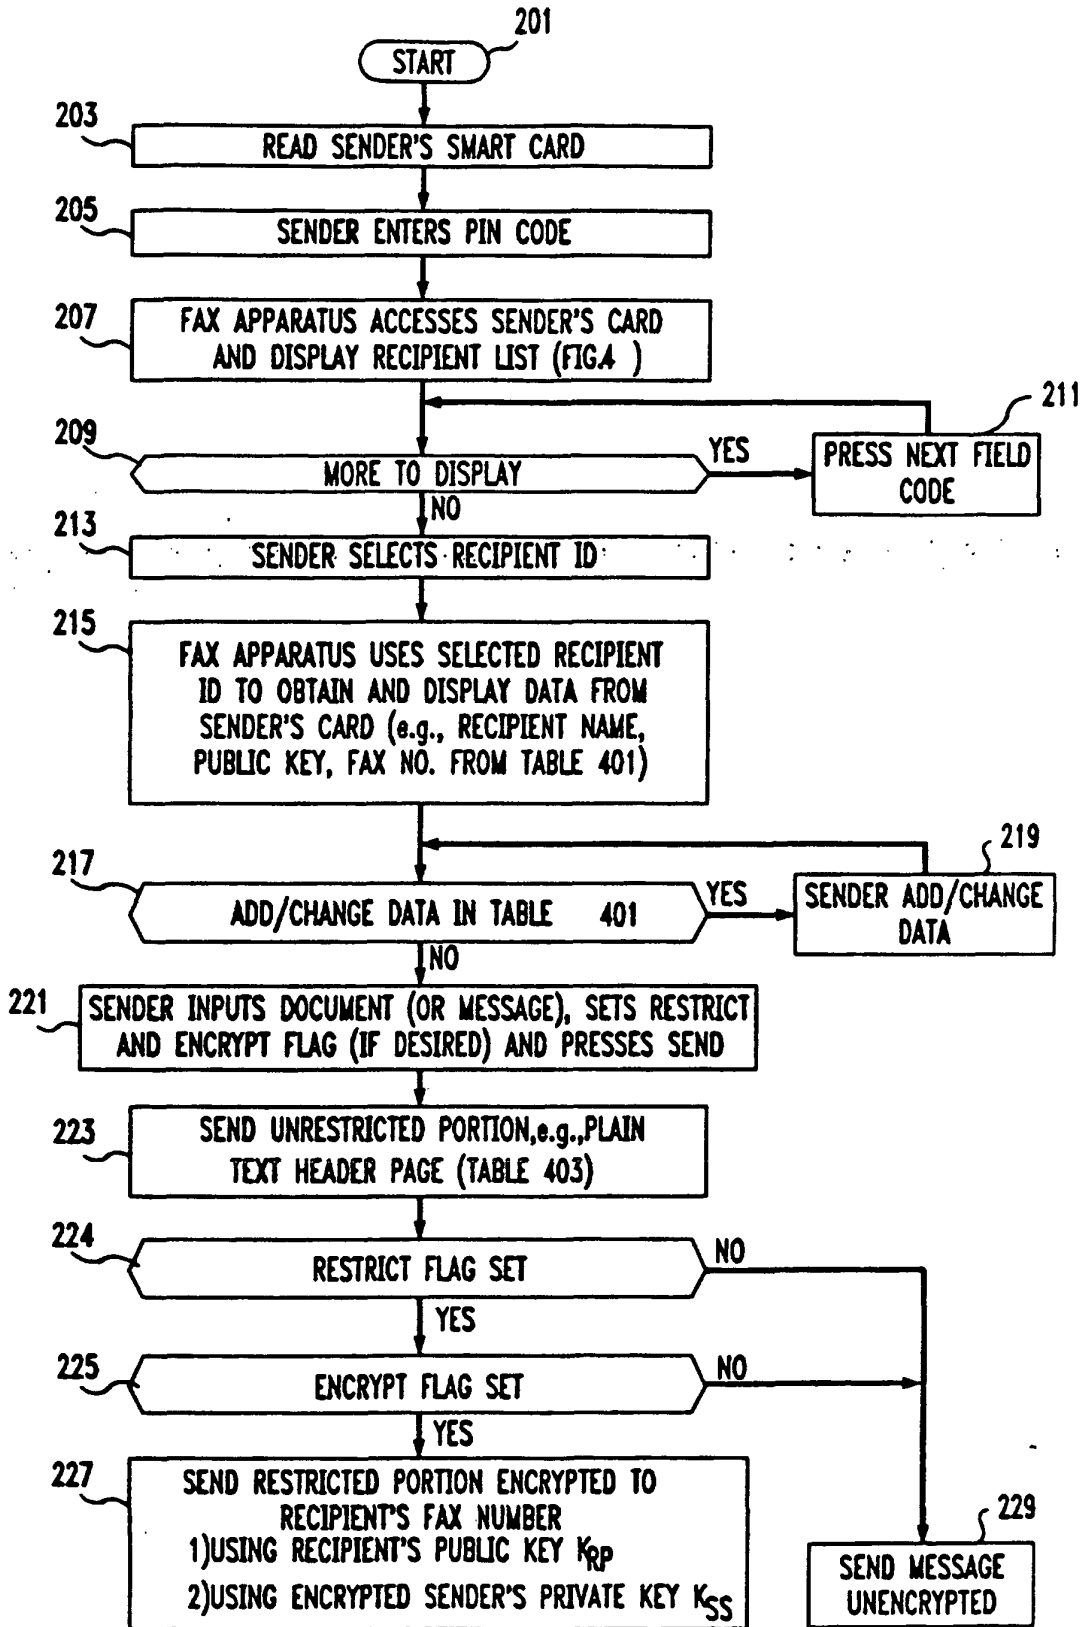 201
START
203
READ SENDER'S SMART CARD
205
SENDER ENTERS PIN CODE
207
FAX APPARATUS ACCESSES SENDER'S CARD
AND DISPLAY RECIPIENT LIST (FIG.4 )
211
209
MORE TO DISPLAY
YES
PRESS NEXT FIELD
CODE
NO
213
SENDER SELECTS RECIPIENT ID
215
FAX APPARATUS USES SELECTED RECIPIENT
ID TO OBTAIN AND DISPLAY DATA FROM
SENDER'S CARD (e.g., RECIPIENT NAME,
PUBLIC KEY, FAX NO. FROM TABLE 401)
219
217
ADD/CHANGE DATA IN TABLE 401
YES
SENDER ADD/CHANGE
DATA
NO
221
SENDER INPUTS DOCUMENT (OR MESSAGE), SETS RESTRICT
AND ENCRYPT FLAG (IF DESIRED) AND PRESSES SEND
223
SEND UNRESTRICTED PORTION,e.g.,PLAIN
TEXT HEADER PAGE (TABLE 403)
224
RESTRICT FLAG SET
NO
YES
225
ENCRYPT FLAG SET
NO
YES
227
SEND RESTRICTED PORTION ENCRYPTED TO
RECIPIENT'S FAX NUMBER
1)USING RECIPIENT'S PUBLIC KEY KRP
2)USING ENCRYPTED SENDER'S PRIVATE KEY KSS
229
SEND MESSAGE
UNENCRYPTED